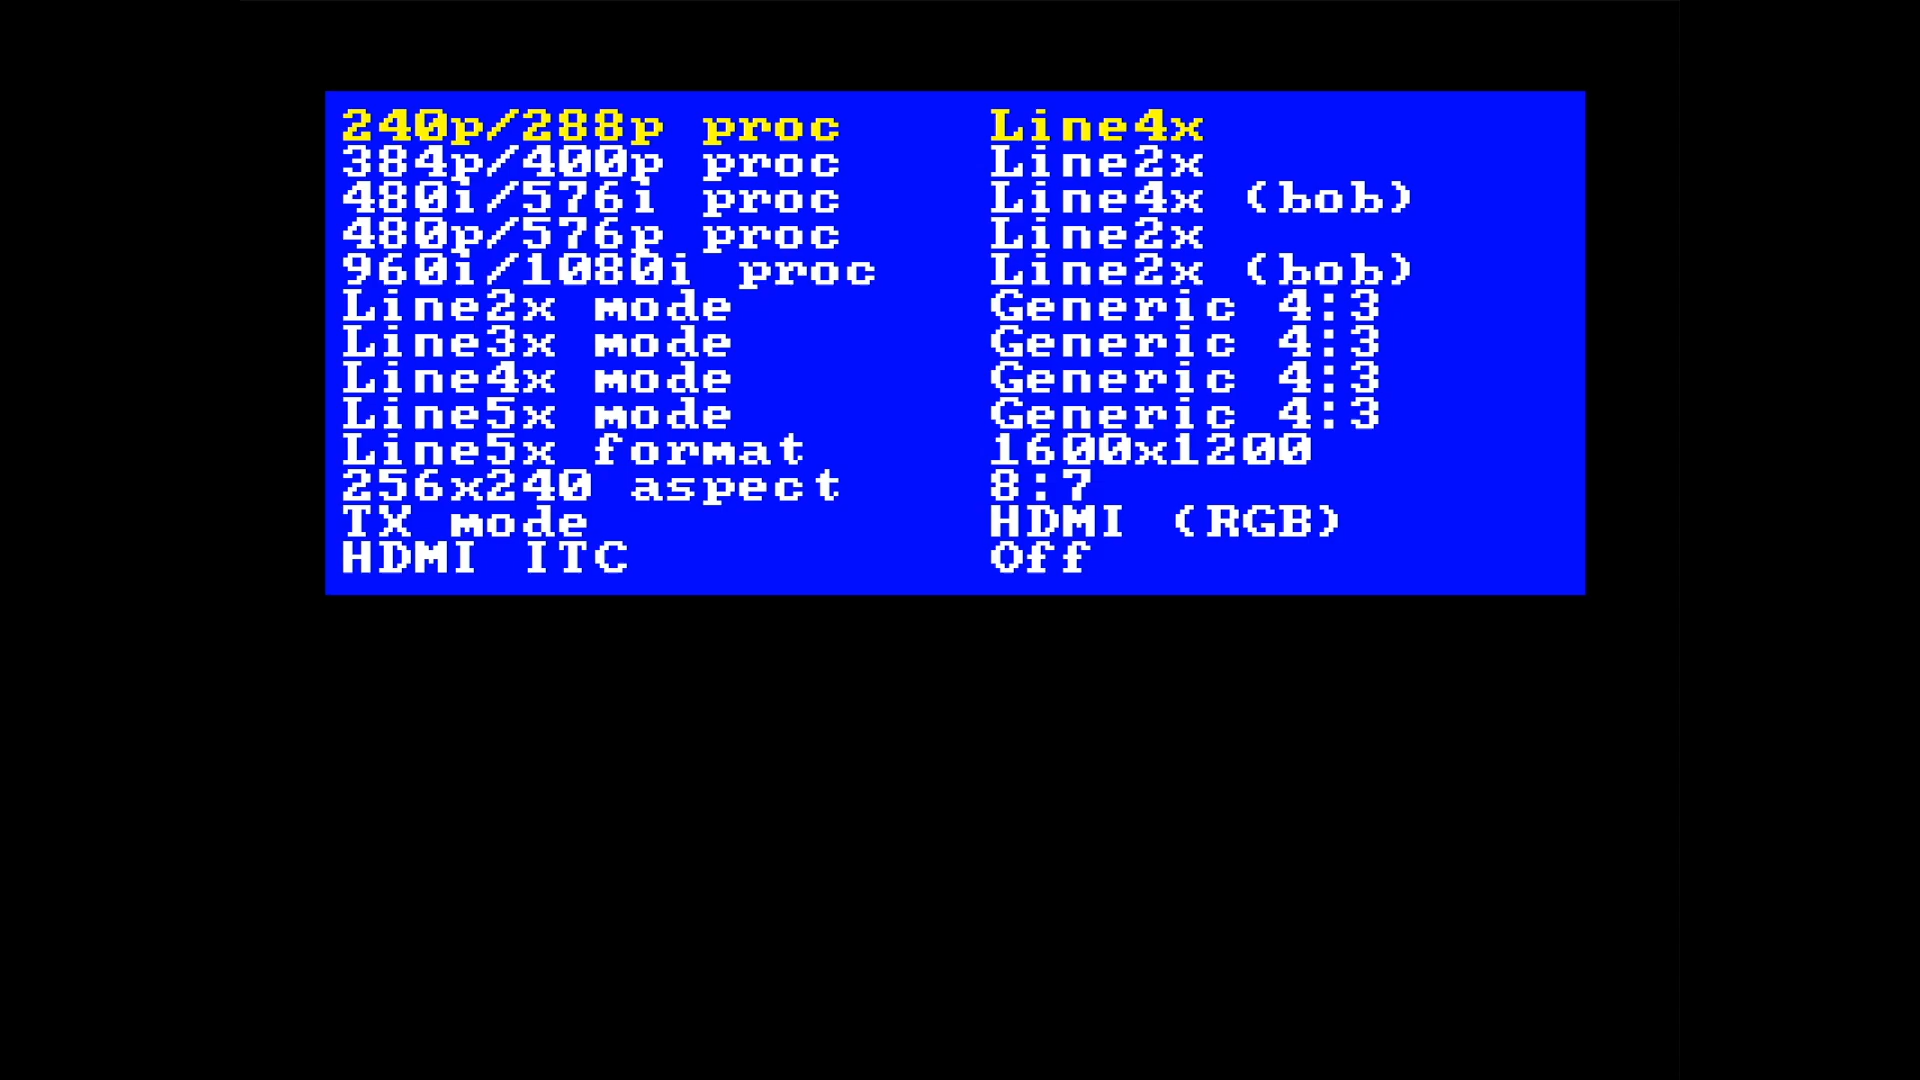 240p/288p proc Line4x
384p/400p proc Line2x
480i/576i proc Line4x (bob)
480p/576p proc Line2x
960i/1080i proc Line2x (bob)
Line2x mode Generic 4:3
Line3x mode Generic 4:3
Line4x mode Generic 4:3
Line5x mode Generic 4:3
Line5x format 1600x1200
256x240 aspect 8:7
TX mode HDMI (RGB)
HDMI ITC Off